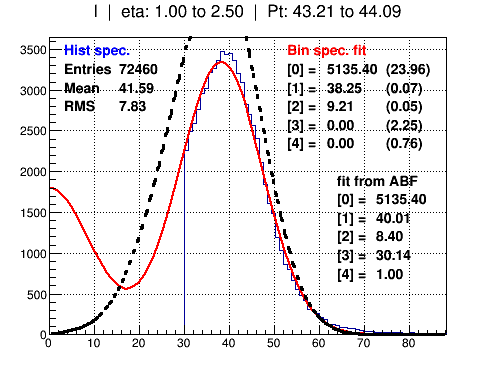 I | eta: 1.00 to 2.50 | Pt: 43.21 to 44.09
Hist spec.
Entries 72460
Mean 41.59
RMS 7.83
Bin spec. fit
[0] = 5135.40 (23.96)
[1] = 38.25 (0.07)
[2] = 9.21 (0.05)
[3] = 0.00 (2.25)
[4] = 0.00 (0.76)
fit from ABF
[0] = 5135.40
[1] = 40.01
[2] = 8.40
[3] = 30.14
[4] = 1.00
3500
3000
2500
2000
1500
1000
500
0
0 10 20 30 40 50 60 70 80